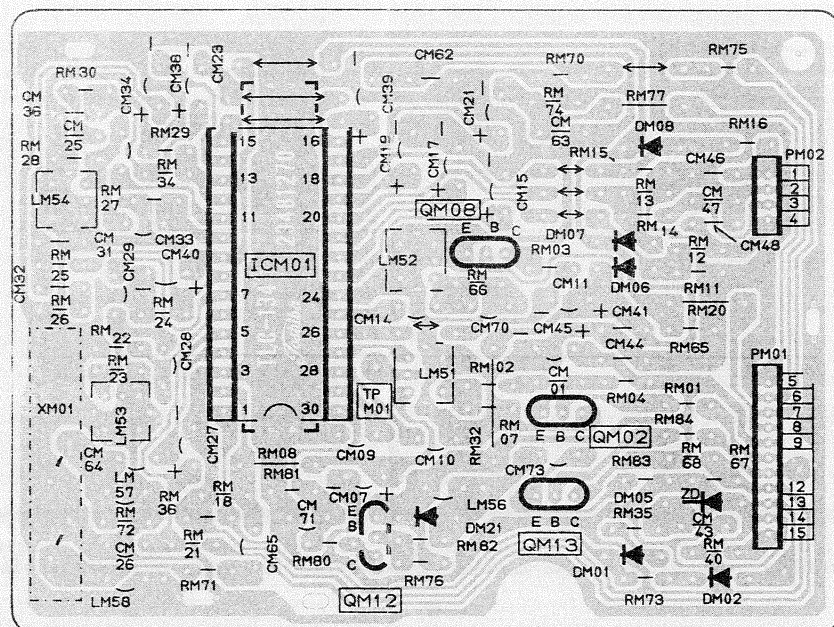 CM62
RM70
RM75
RM30
CM34
CM38
CM23
CM39
CM21
RM
74
RM77
CM
36
CM
25
RM29
CM
63
DM08
RM16
RM
28
RM
34
15
16
CM19
CM17
RM15
CM46
PM02
LM54
RM
27
13
18
CM15
RM
13
CM
47
1
2
3
4
11
20
QM08
DM07
RM
14
CM48
CM
31
CM33
CM29
CM40
E B C
RM03
RM
12
CM32
RM
25
ICM01
LM52
RM
66
CM11
DM06
RM11
RM20
RM
26
RM
24
7
24
CM14
CM70
CM45
CM41
RM65
RM
22
CM28
5
26
CM44
PM01
RM
23
3
28
LM51
RM02
CM
01
RM04
RM01
5
6
7
8
9
XM01
LM53
1
30
TP
M01
RM84
CM
64
CM27
RM08
RM81
CM09
CM10
RM32
RM
07
E B C
QM02
RM83
RM
68
RM
67
LM
57
RM
36
RM
18
CM07
CM73
12
13
14
15
RM
72
CM
71
E
B
C
LM56
DM21
DM05
ZD
CM
43
RM35
CM
26
RM
21
CM65
RM80
RM82
E B C
QM13
RM
40
RM71
RM76
DM01
LM58
QM12
RM73
DM02